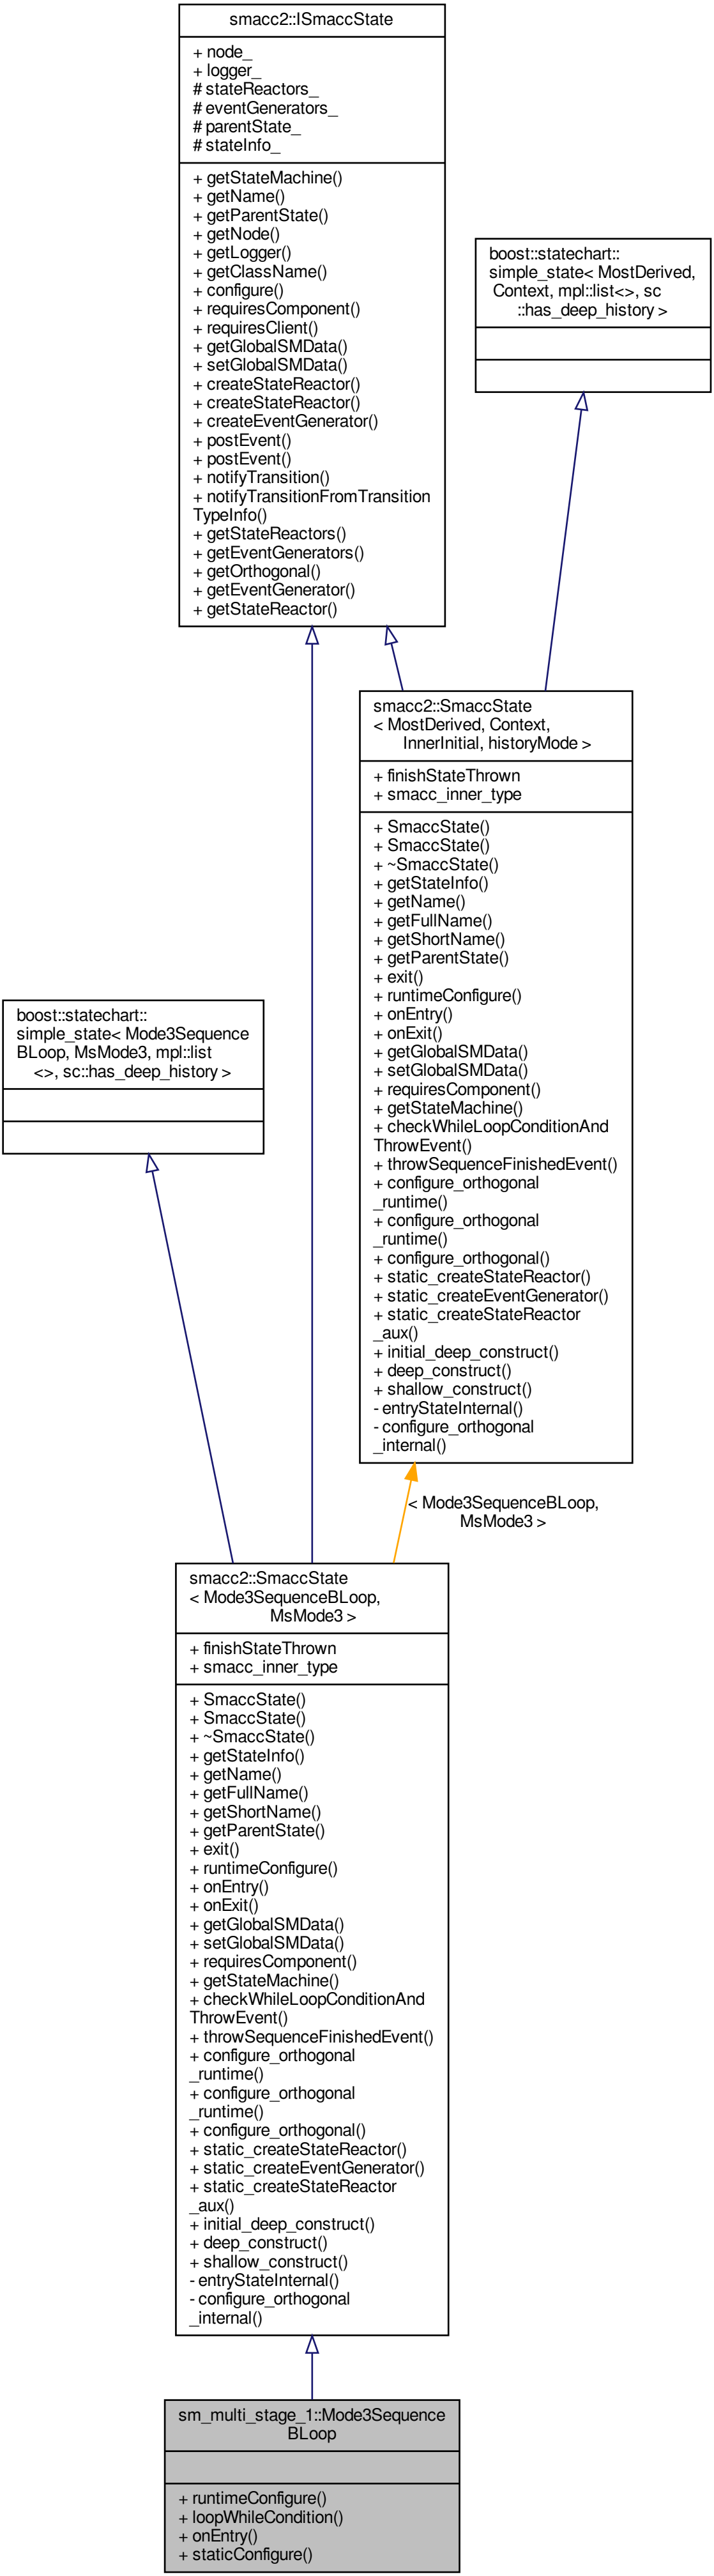 smacc2::ISmaccState
+ node_
+ logger_
# stateReactors_
# eventGenerators_
# parentState_
# stateInfo_
+ getStateMachine()
+ getName()
+ getParentState()
+ getNode()
+ getLogger()
+ getClassName()
+ configure()
+ requiresComponent()
+ requiresClient()
+ getGlobalSMData()
+ setGlobalSMData()
+ createStateReactor()
+ createStateReactor()
+ createEventGenerator()
+ postEvent()
+ postEvent()
+ notifyTransition()
+ notifyTransitionFromTransition
TypeInfo()
+ getStateReactors()
+ getEventGenerators()
+ getOrthogonal()
+ getEventGenerator()
+ getStateReactor()
boost::statechart::
simple_state< MostDerived,
Context, mpl::list<>, sc
::has_deep_history >
smacc2::SmaccState
< MostDerived, Context,
InnerInitial, historyMode >
+ finishStateThrown
+ smacc_inner_type
+ SmaccState()
+ SmaccState()
+ ~SmaccState()
+ getStateInfo()
+ getName()
+ getFullName()
+ getShortName()
+ getParentState()
+ exit()
+ runtimeConfigure()
+ onEntry()
+ onExit()
+ getGlobalSMData()
+ setGlobalSMData()
+ requiresComponent()
+ getStateMachine()
+ checkWhileLoopConditionAnd
ThrowEvent()
+ throwSequenceFinishedEvent()
+ configure_orthogonal
_runtime()
+ configure_orthogonal
_runtime()
+ configure_orthogonal()
+ static_createStateReactor()
+ static_createEventGenerator()
+ static_createStateReactor
_aux()
+ initial_deep_construct()
+ deep_construct()
+ shallow_construct()
- entryStateInternal()
- configure_orthogonal
_internal()
boost::statechart::
simple_state< Mode3Sequence
BLoop, MsMode3, mpl::list
<>, sc::has_deep_history >
< Mode3SequenceBLoop,
MsMode3 >
smacc2::SmaccState
< Mode3SequenceBLoop,
MsMode3 >
+ finishStateThrown
+ smacc_inner_type
+ SmaccState()
+ SmaccState()
+ ~SmaccState()
+ getStateInfo()
+ getName()
+ getFullName()
+ getShortName()
+ getParentState()
+ exit()
+ runtimeConfigure()
+ onEntry()
+ onExit()
+ getGlobalSMData()
+ setGlobalSMData()
+ requiresComponent()
+ getStateMachine()
+ checkWhileLoopConditionAnd
ThrowEvent()
+ throwSequenceFinishedEvent()
+ configure_orthogonal
_runtime()
+ configure_orthogonal
_runtime()
+ configure_orthogonal()
+ static_createStateReactor()
+ static_createEventGenerator()
+ static_createStateReactor
_aux()
+ initial_deep_construct()
+ deep_construct()
+ shallow_construct()
- entryStateInternal()
- configure_orthogonal
_internal()
sm_multi_stage_1::Mode3Sequence
BLoop
+ runtimeConfigure()
+ loopWhileCondition()
+ onEntry()
+ staticConfigure()